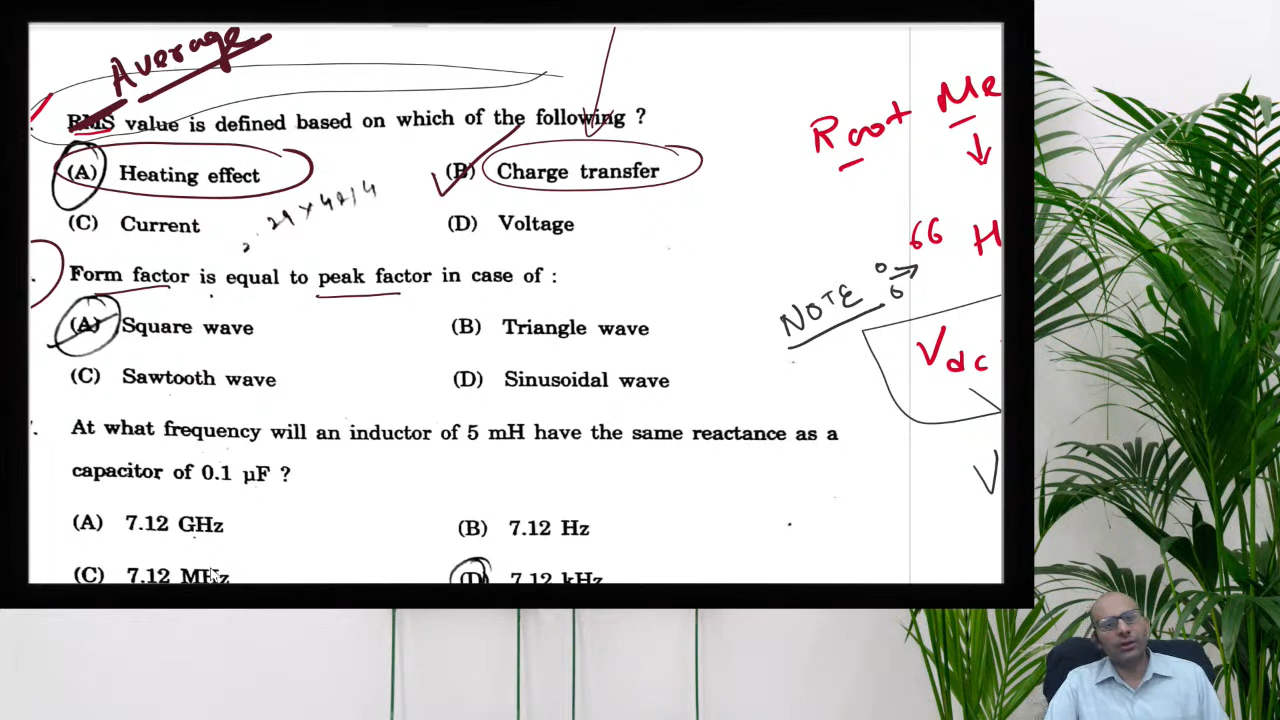 Average
RMS value is defined based on which of the following ?
(A) Heating effect
(B) Charge transfer
(C) Current
(D) Voltage
Form factor is equal to peak factor in case of :
(A) Square wave
(B) Triangle wave
(C) Sawtooth wave
(D) Sinusoidal wave
At what frequency will an inductor of 5 mH have the same reactance as a
capacitor of 0.1 µF ?
(A) 7.12 GHz
(B) 7.12 Hz
(C) 7.12 MHz
(D) 7.12 kHz
Root Me
66 H
NOTE
Vdc
V